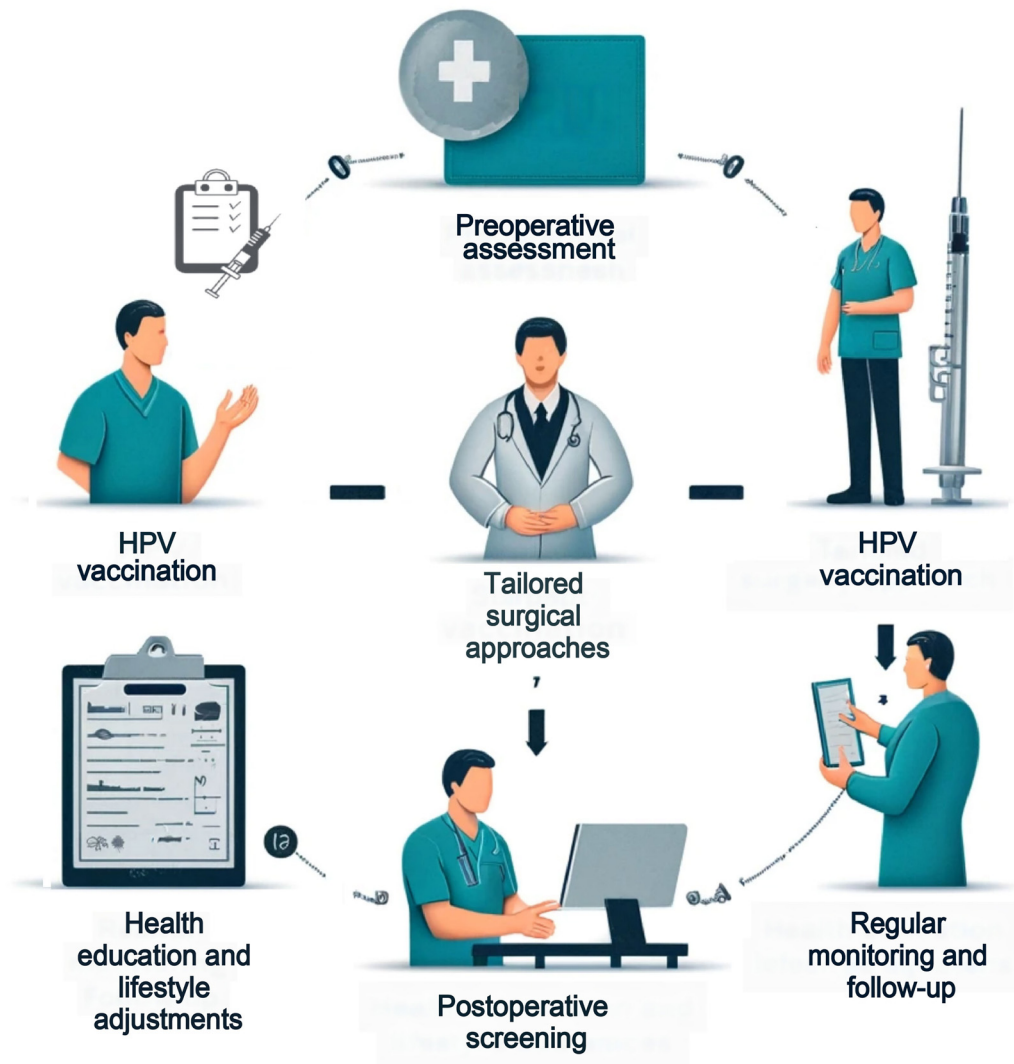 Preoperative
assessment
HPV
vaccination
Tailored
surgical
approaches
HPV
vaccination
Health
education and
lifestyle
adjustments
Postoperative
screening
Regular
monitoring and
follow-up